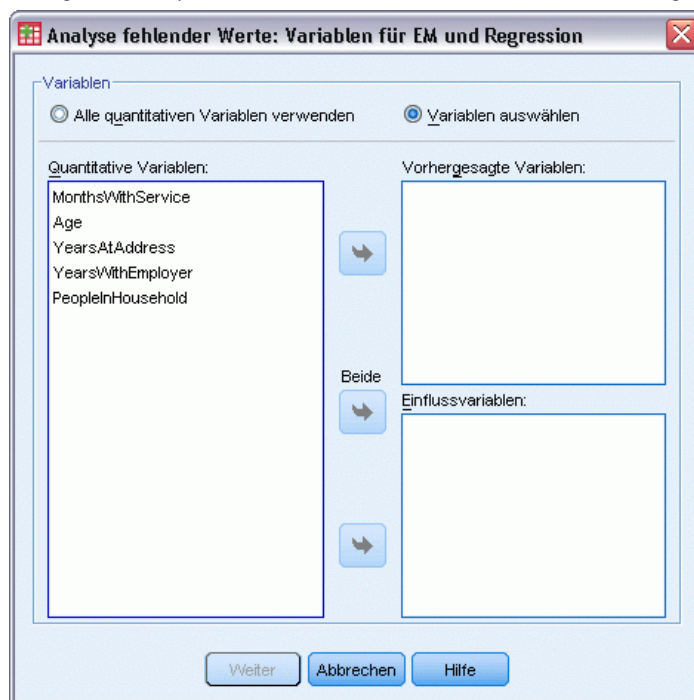 Analyse fehlender Werte: Variablen für EM und Regression
Variablen
Alle quantitativen Variablen verwenden
Variablen auswählen
Quantitative Variablen:
Vorhergesagte Variablen:
MonthsWithService
Age
YearsAtAddress
YearsWithEmployer
PeopleInHousehold
Beide
Einflussvariablen:
Weiter
Abbrechen
Hilfe